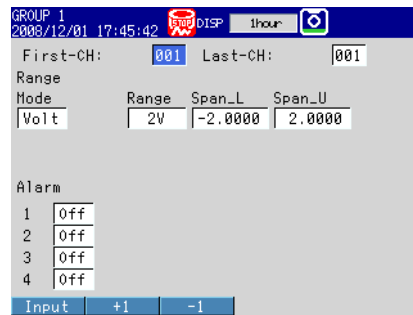 GROUP 1
2008/12/01 17:45:42 STOP DISP 1hour
First-CH: 001 Last-CH: 001
Range
Mode Range Span_L Span_U
Volt 2V -2.0000 2.0000
Alarm
1 Off
2 Off
3 Off
4 Off
Input +1 -1